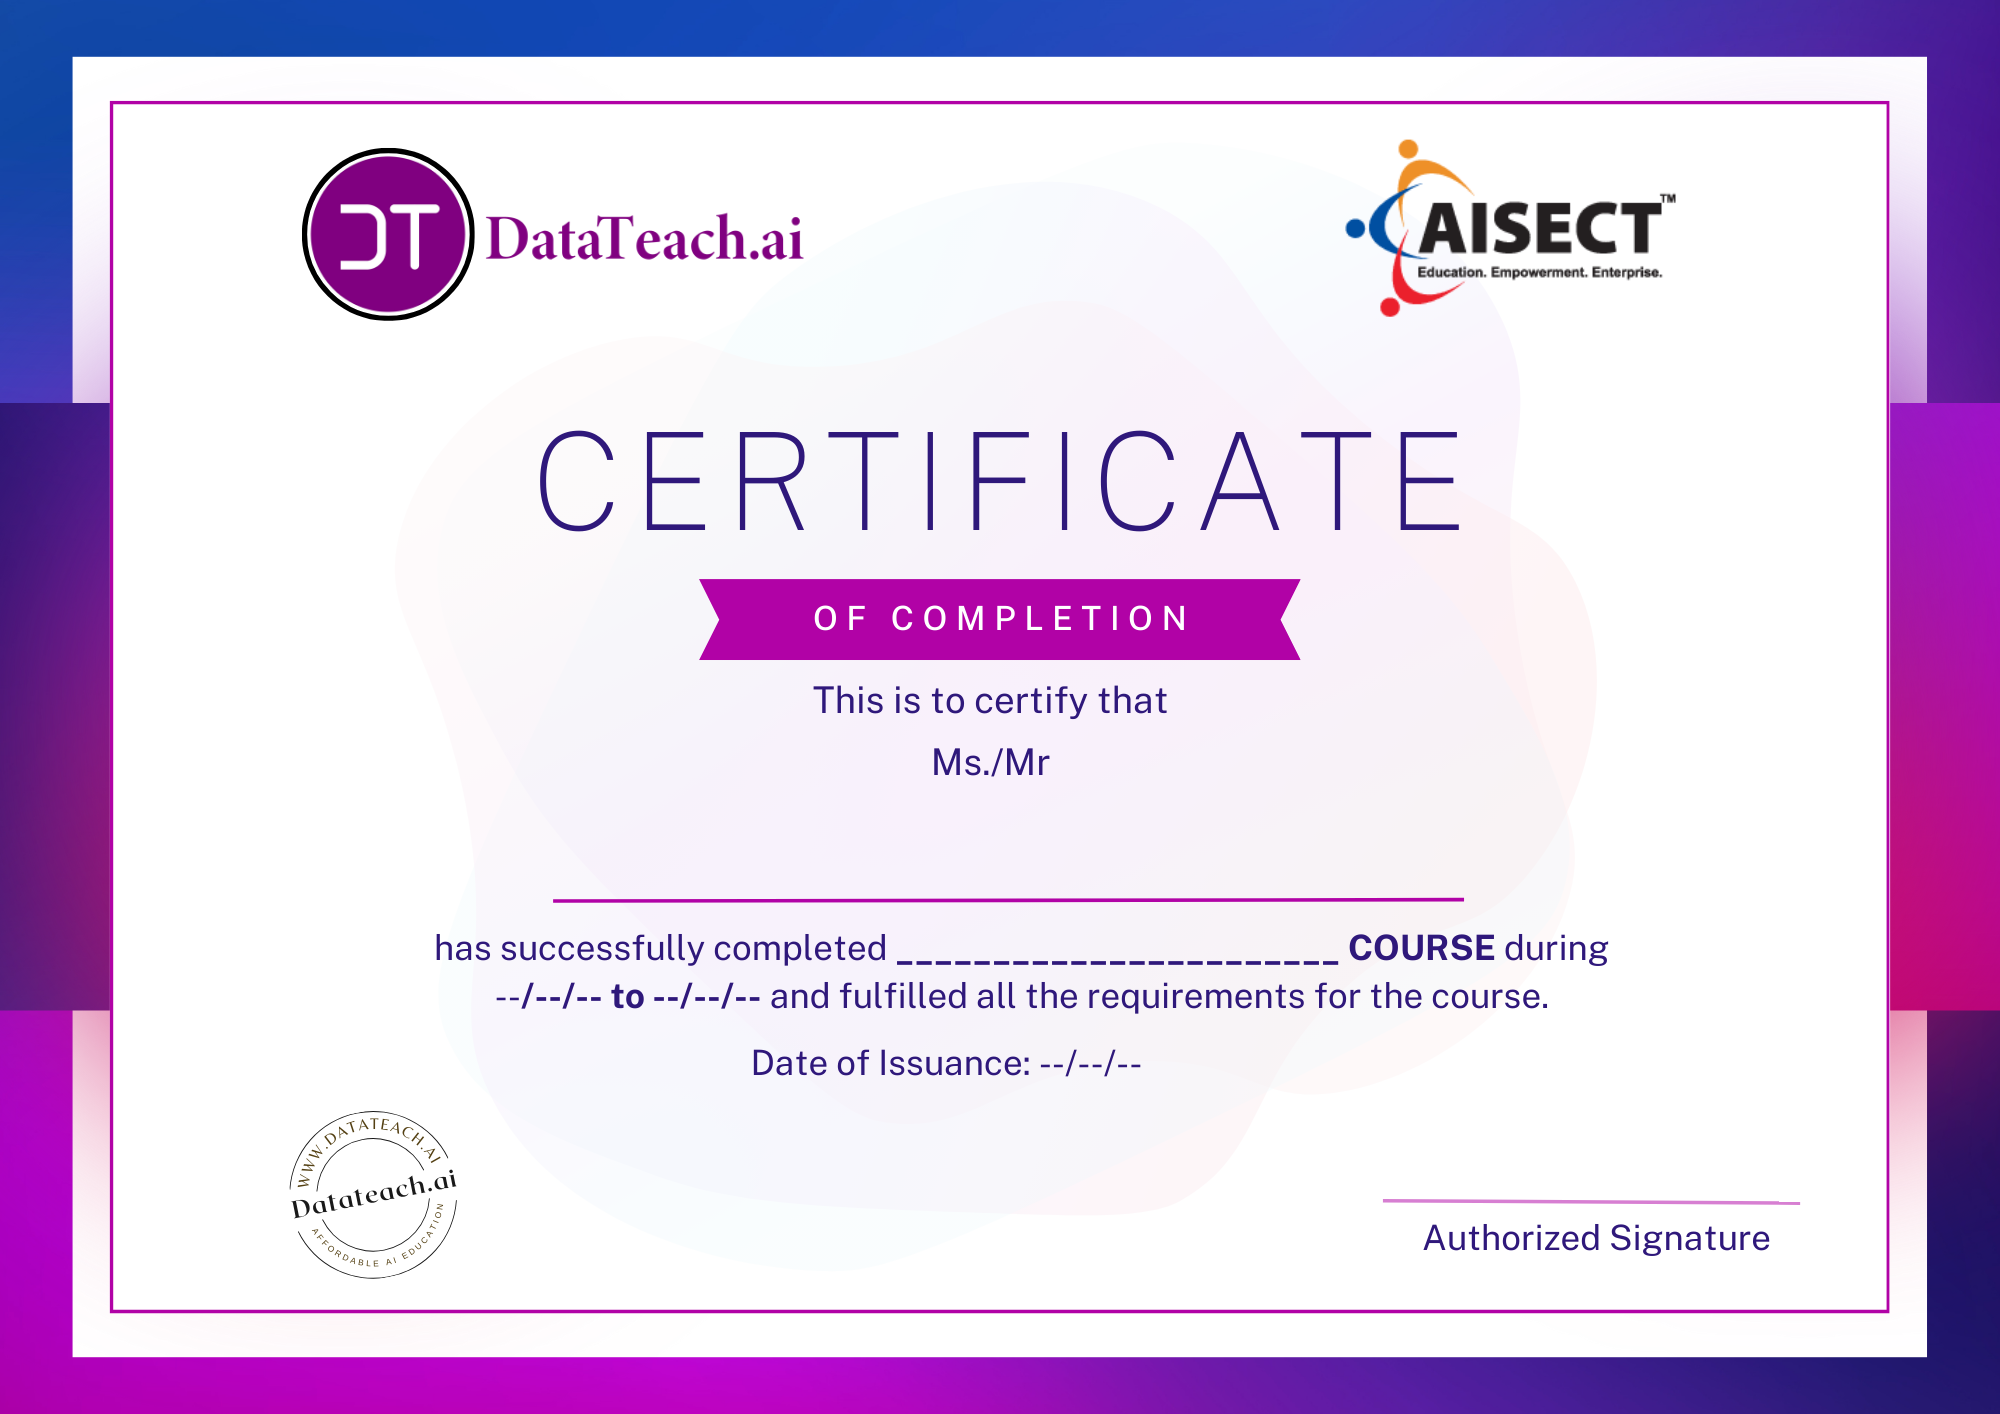 DT DataTeach.ai
AISECT™
Education. Empowerment. Enterprise.
CERTIFICATE
OF COMPLETION
This is to certify that
Ms./Mr
has successfully completed _______________________ COURSE during
--/--/-- to --/--/-- and fulfilled all the requirements for the course.
Date of Issuance: --/--/--
WWW.DATATEACH.AI
Datateach.ai
AFFORDABLE AI EDUCATION
Authorized Signature